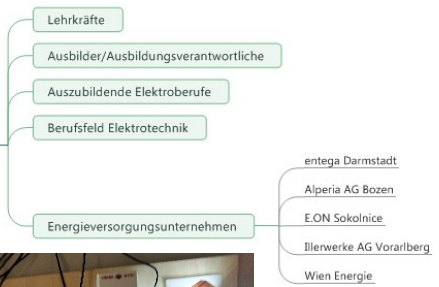 Lehrkräfte
Ausbilder/Ausbildungsverantwortliche
Auszubildende Elektroberufe
Berufsfeld Elektrotechnik
Energieversorgungsunternehmen
entega Darmstadt
Alperia AG Bozen
E.ON Sokolnice
Illerwerke AG Vorarlberg
Wien Energie